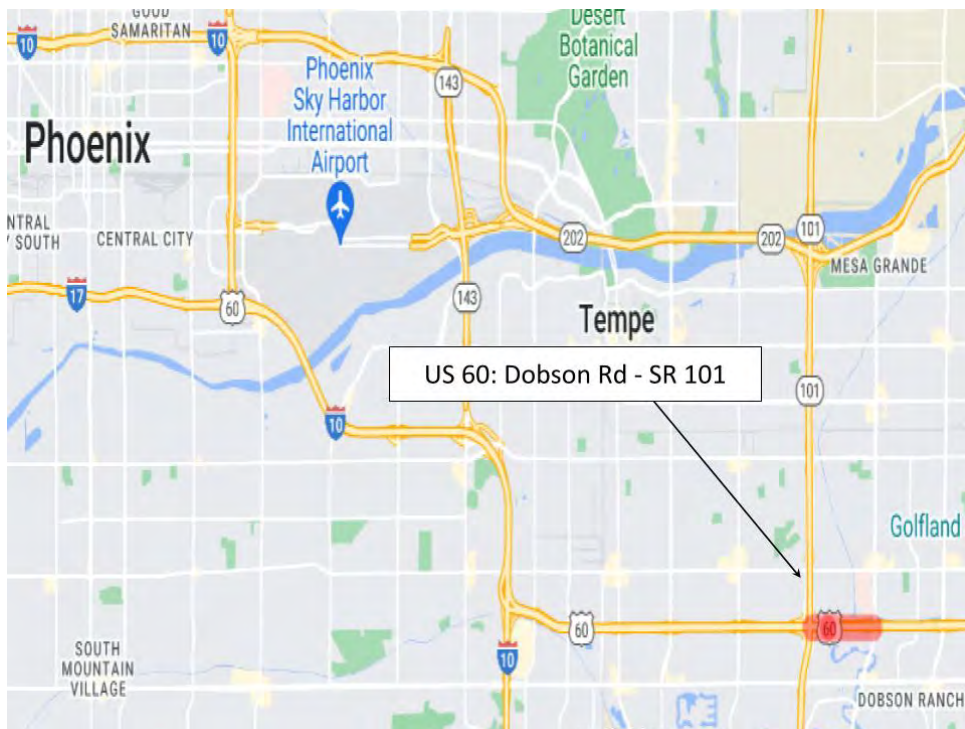 GOOD
SAMARITAN
10
10
Desert
Botanical
Garden
143
Phoenix
Sky Harbor
International
Airport
Phoenix
NTRAL
Y SOUTH
CENTRAL CITY
202
202
101
MESA GRANDE
17
60
143
Tempe
US 60: Dobson Rd - SR 101
101
10
Golfland
60
60
10
SOUTH
MOUNTAIN
VILLAGE
DOBSON RANCH